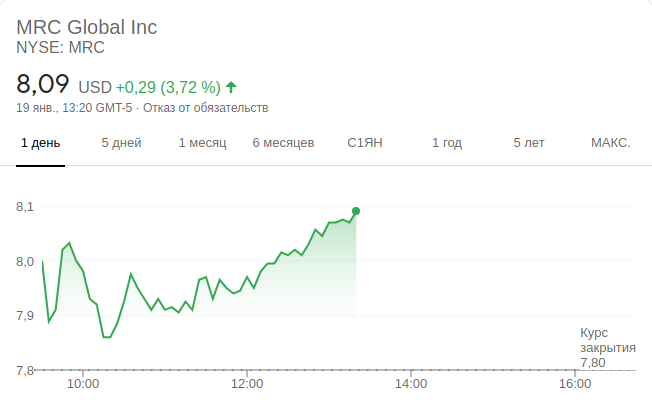 MRC Global Inc
NYSE: MRC
8,09 USD +0,29 (3,72 %)
19 янв., 13:20 GMT-5 · Отказ от обязательств
1 день 5 дней 1 месяц 6 месяцев С1ЯН 1 год 5 лет МАКС.
8,1
8,0
7,9
Курс
закрытия
7,80
7,8
10:00 12:00 14:00 16:00